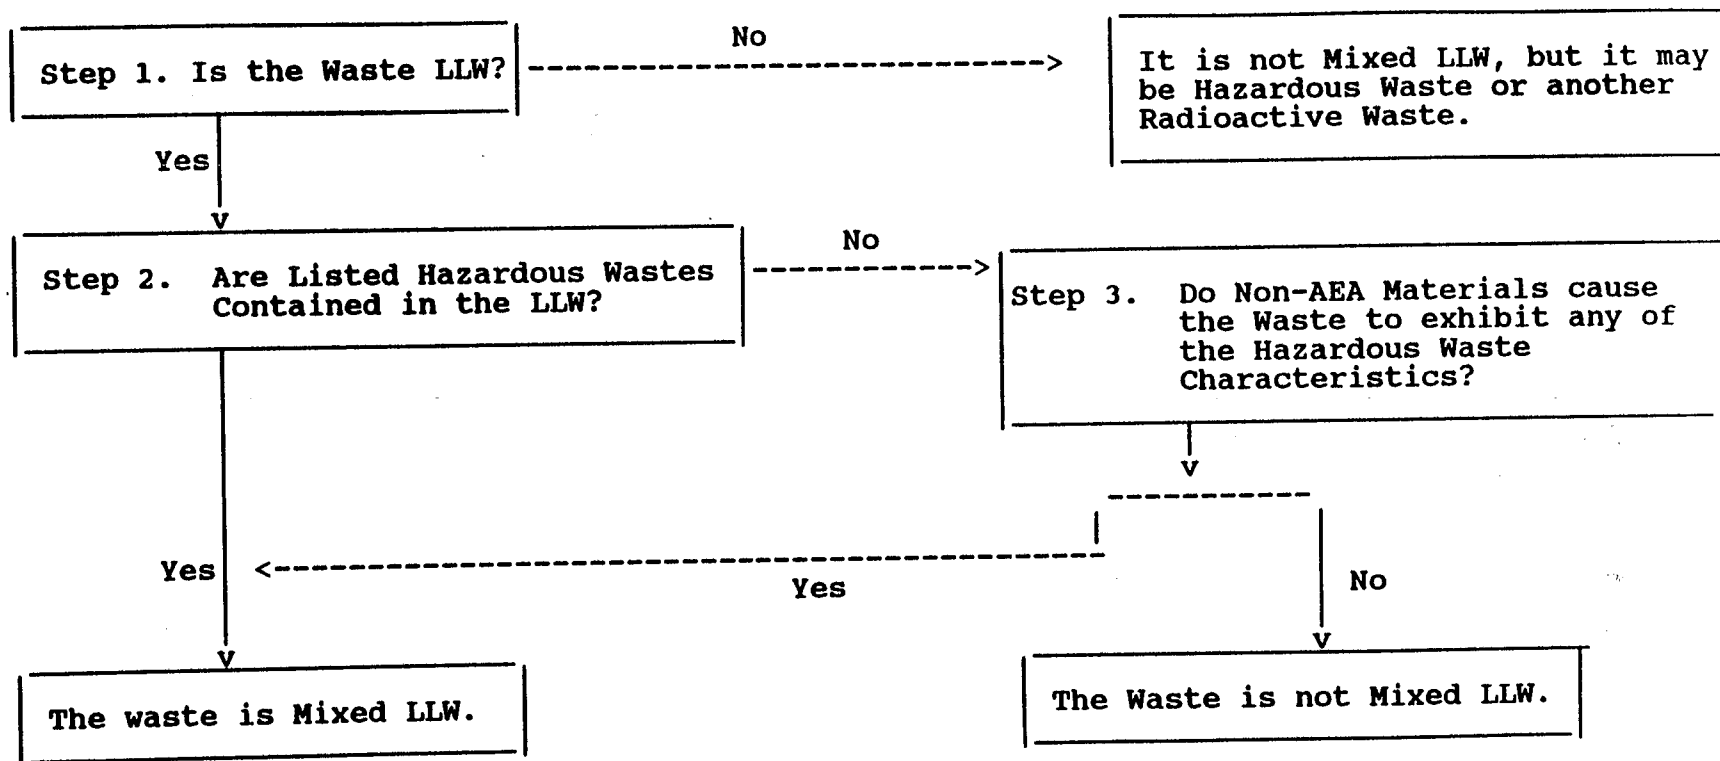 No
Step 1. Is the Waste LLW?
It is not Mixed LLW, but it may
be Hazardous Waste or another
Radioactive Waste.
Yes
No
Step 2. Are Listed Hazardous Wastes
Contained in the LLW?
Step 3. Do Non-AEA Materials cause
the Waste to exhibit any of
the Hazardous Waste
Characteristics?
Yes
Yes
No
The waste is Mixed LLW.
The Waste is not Mixed LLW.